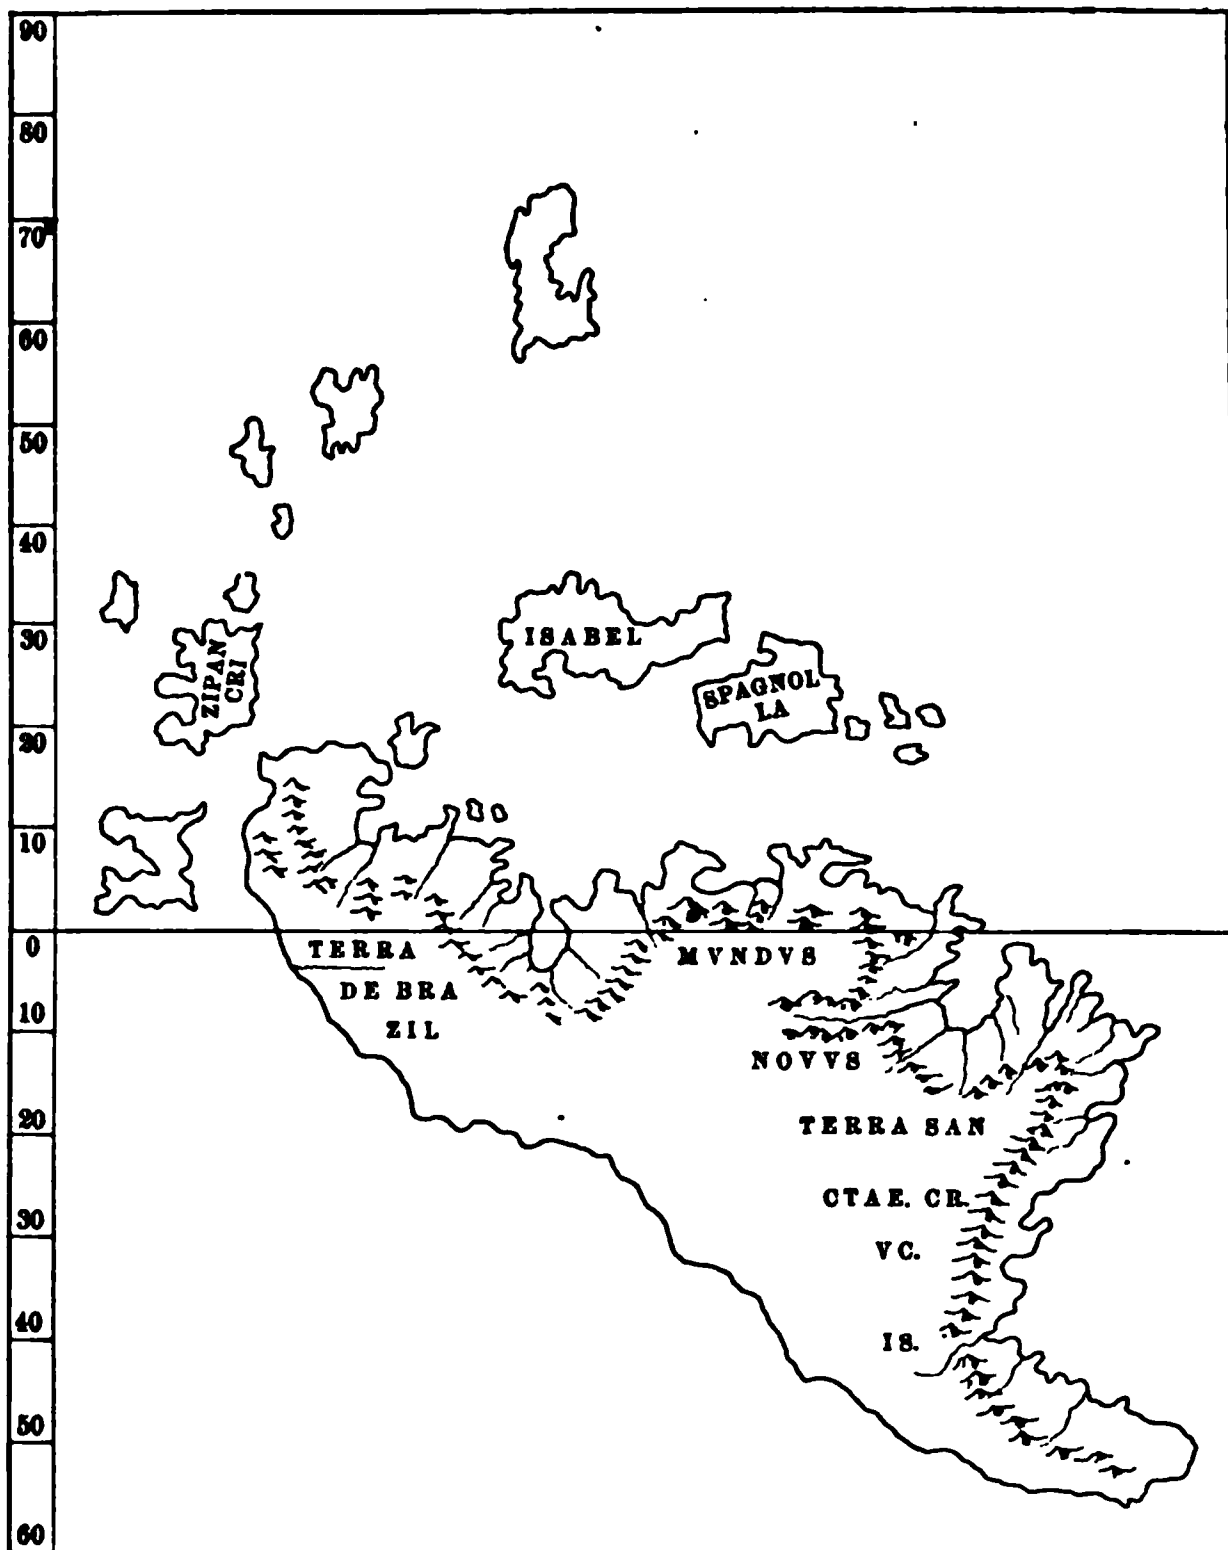 90
80
70
60
50
40
30
20
10
0
10
20
30
40
50
60
ISABEL
ZIPAN
CRI
SPAGNOL
LA
TERRA
DE BRA
ZIL
MVNDVS
NOVVS
TERRA SAN
CTAE. CR.
VC.
IS.